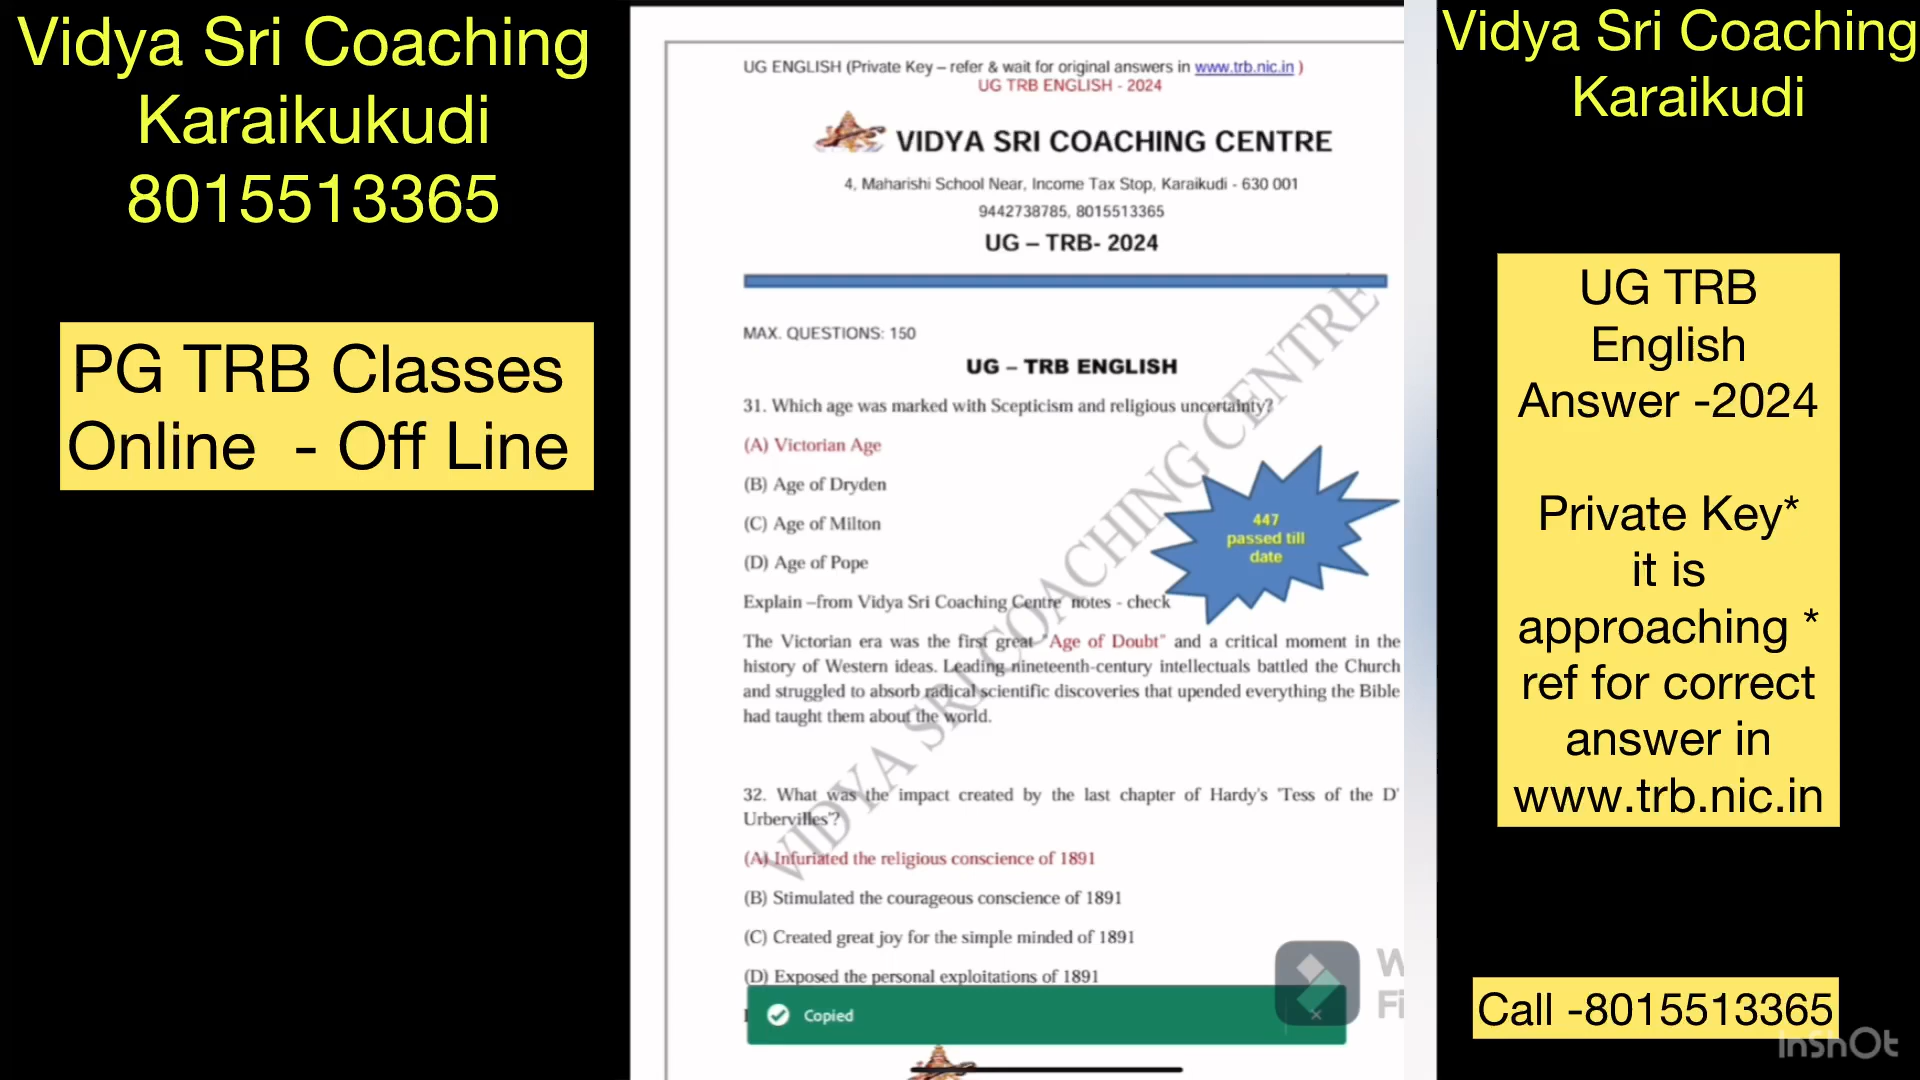 Vidya Sri Coaching
Karaikukudi
8015513365
PG TRB Classes
Online - Off Line
UG ENGLISH (Private Key – refer & wait for original answers in www.trb.nic.in )
UG TRB ENGLISH - 2024
VIDYA SRI COACHING CENTRE
4, Maharishi School Near, Income Tax Stop, Karaikudi - 630 001
9442738785, 8015513365
UG – TRB- 2024
MAX. QUESTIONS: 150
UG – TRB ENGLISH
31. Which age was marked with Scepticism and religious uncertainty?
(A) Victorian Age
(B) Age of Dryden
(C) Age of Milton
(D) Age of Pope
447
passed till
date
Explain –from Vidya Sri Coaching Centre notes - check
The Victorian era was the first great "Age of Doubt" and a critical moment in the
history of Western ideas. Leading nineteenth-century intellectuals battled the Church
and struggled to absorb radical scientific discoveries that upended everything the Bible
had taught them about the world.
32. What was the impact created by the last chapter of Hardy's 'Tess of the D'
Urbervilles'?
(A) Infuriated the religious conscience of 1891
(B) Stimulated the courageous conscience of 1891
(C) Created great joy for the simple minded of 1891
(D) Exposed the personal exploitations of 1891
Copied
VIDYA SRI COACHING CENTRE
Vidya Sri Coaching
Karaikudi
UG TRB
English
Answer -2024
Private Key*
it is
approaching *
ref for correct
answer in
www.trb.nic.in
Call -8015513365
InShOt